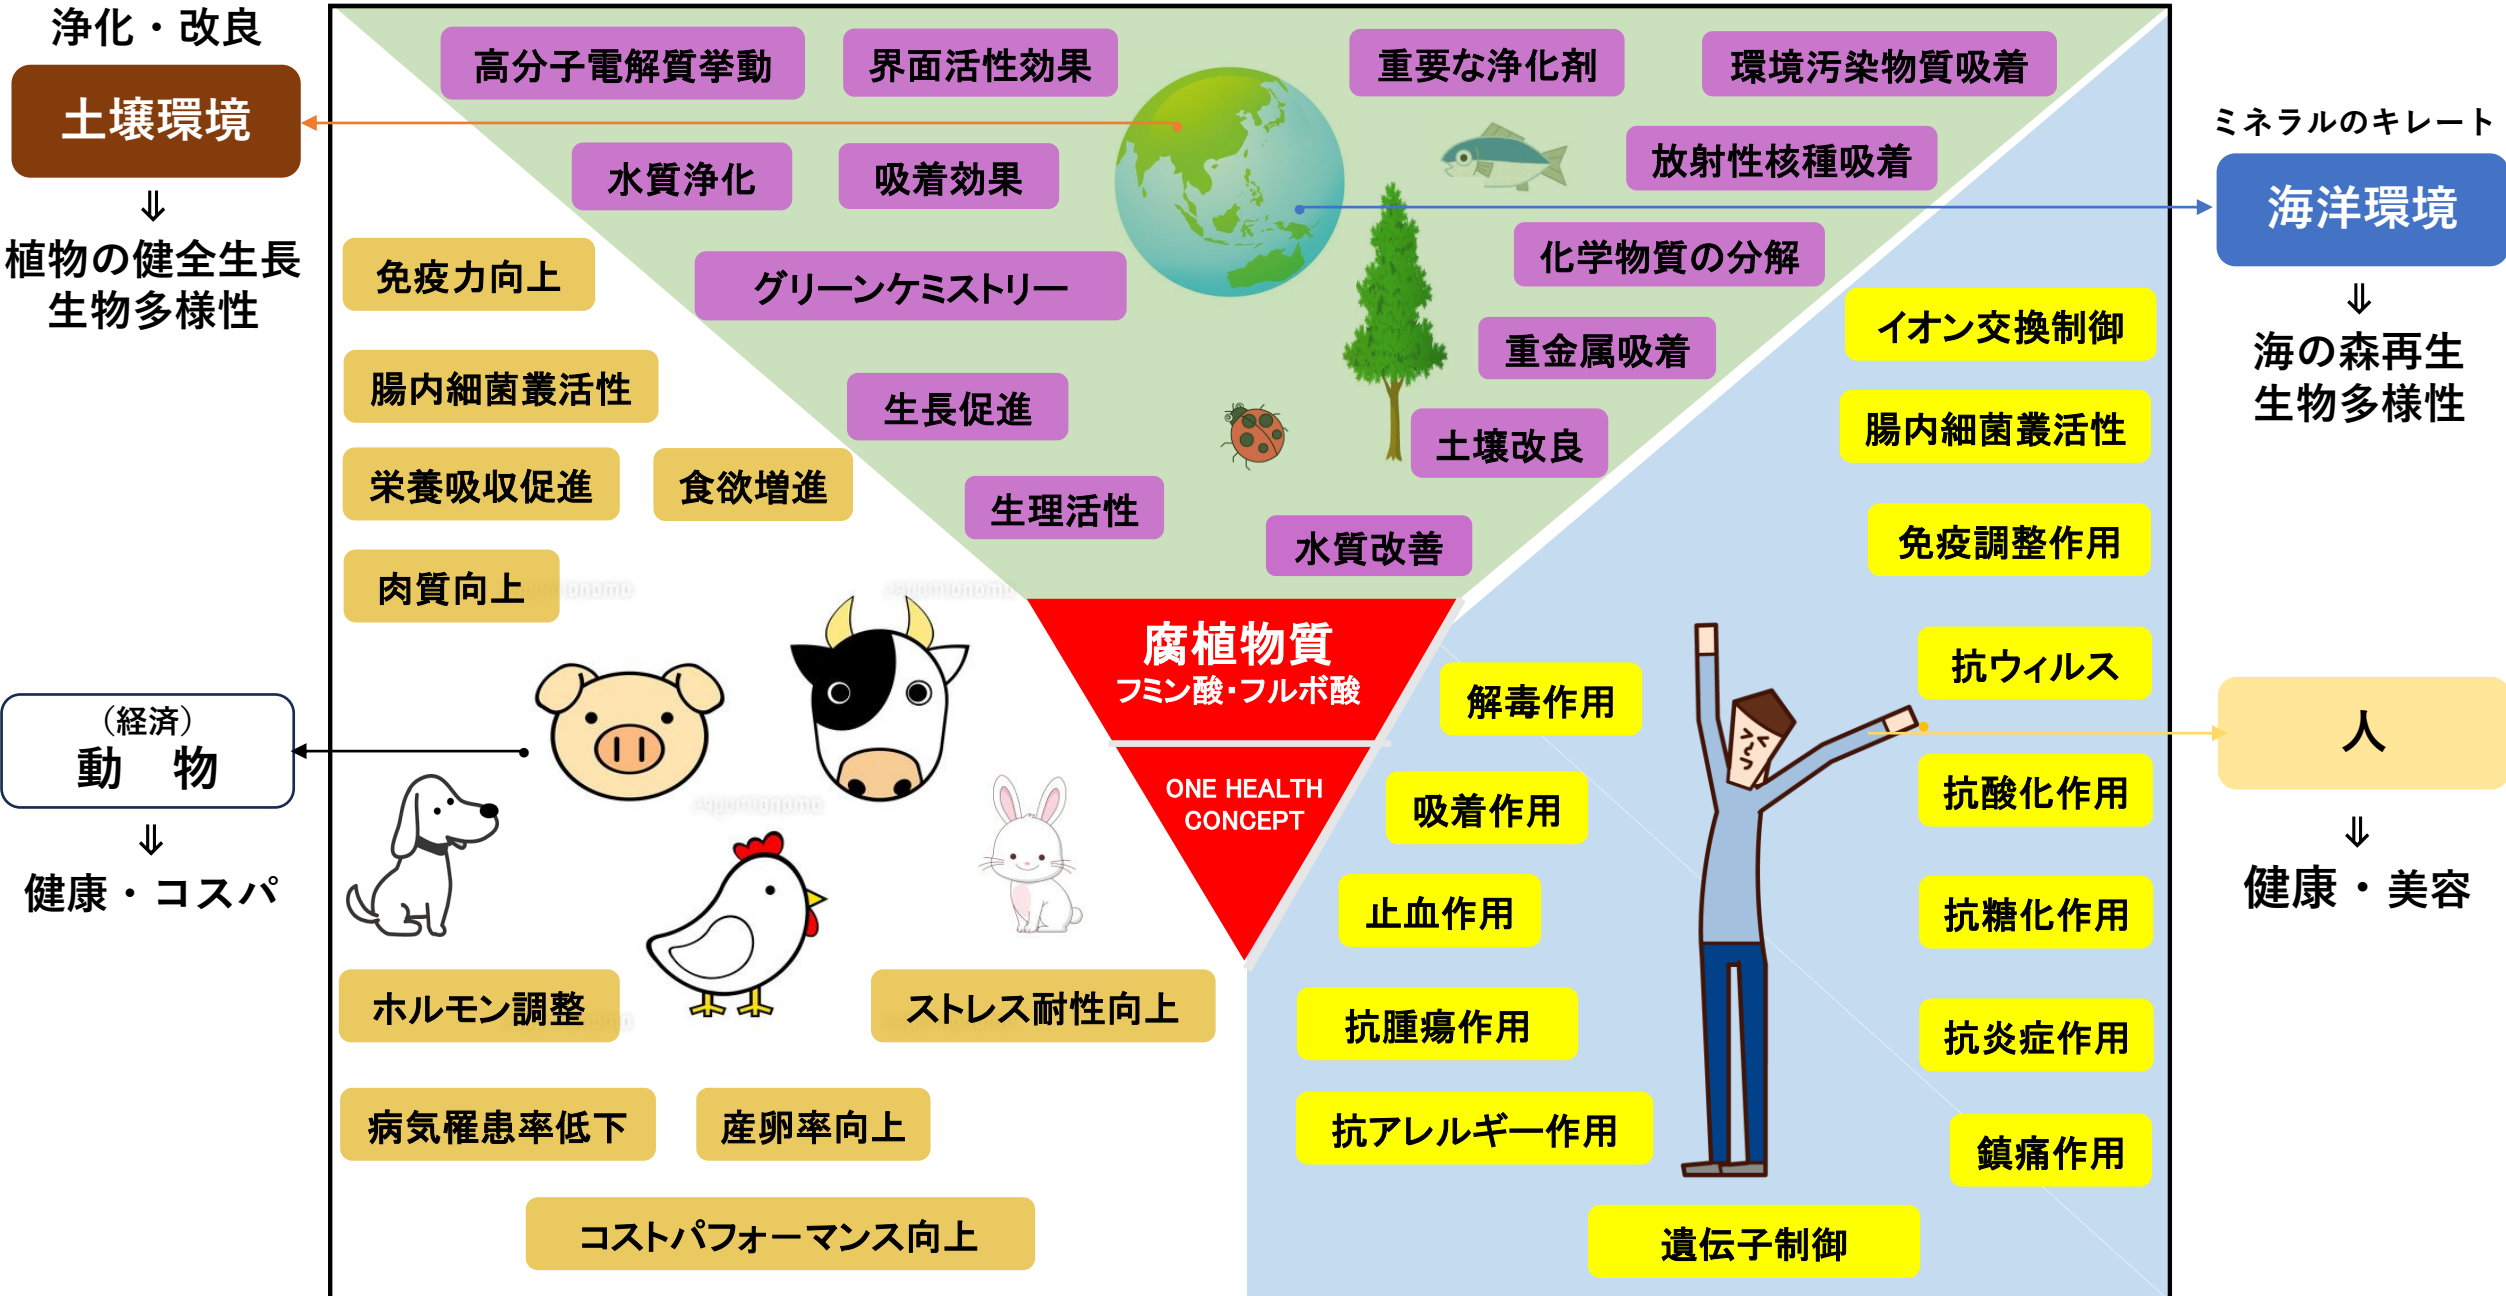 浄化・改良
土壌環境
⇓
植物の健全生長
生物多様性
高分子電解質挙動
界面活性効果
重要な浄化剤
環境汚染物質吸着
水質浄化
吸着効果
放射性核種吸着
グリーンケミストリー
化学物質の分解
重金属吸着
生長促進
土壌改良
生理活性
水質改善
ミネラルのキレート
海洋環境
⇓
海の森再生
生物多様性
免疫力向上
腸内細菌叢活性
栄養吸収促進
食欲増進
肉質向上
腐植物質
フミン酸・フルボ酸
ONE HEALTH
CONCEPT
(経済)
動　物
⇓
健康・コスパ
ホルモン調整
ストレス耐性向上
病気罹患率低下
産卵率向上
コストパフォーマンス向上
イオン交換制御
腸内細菌叢活性
免疫調整作用
抗ウィルス
解毒作用
抗酸化作用
吸着作用
抗糖化作用
止血作用
抗炎症作用
抗腫瘍作用
抗アレルギー作用
鎮痛作用
遺伝子制御
人
⇓
健康・美容